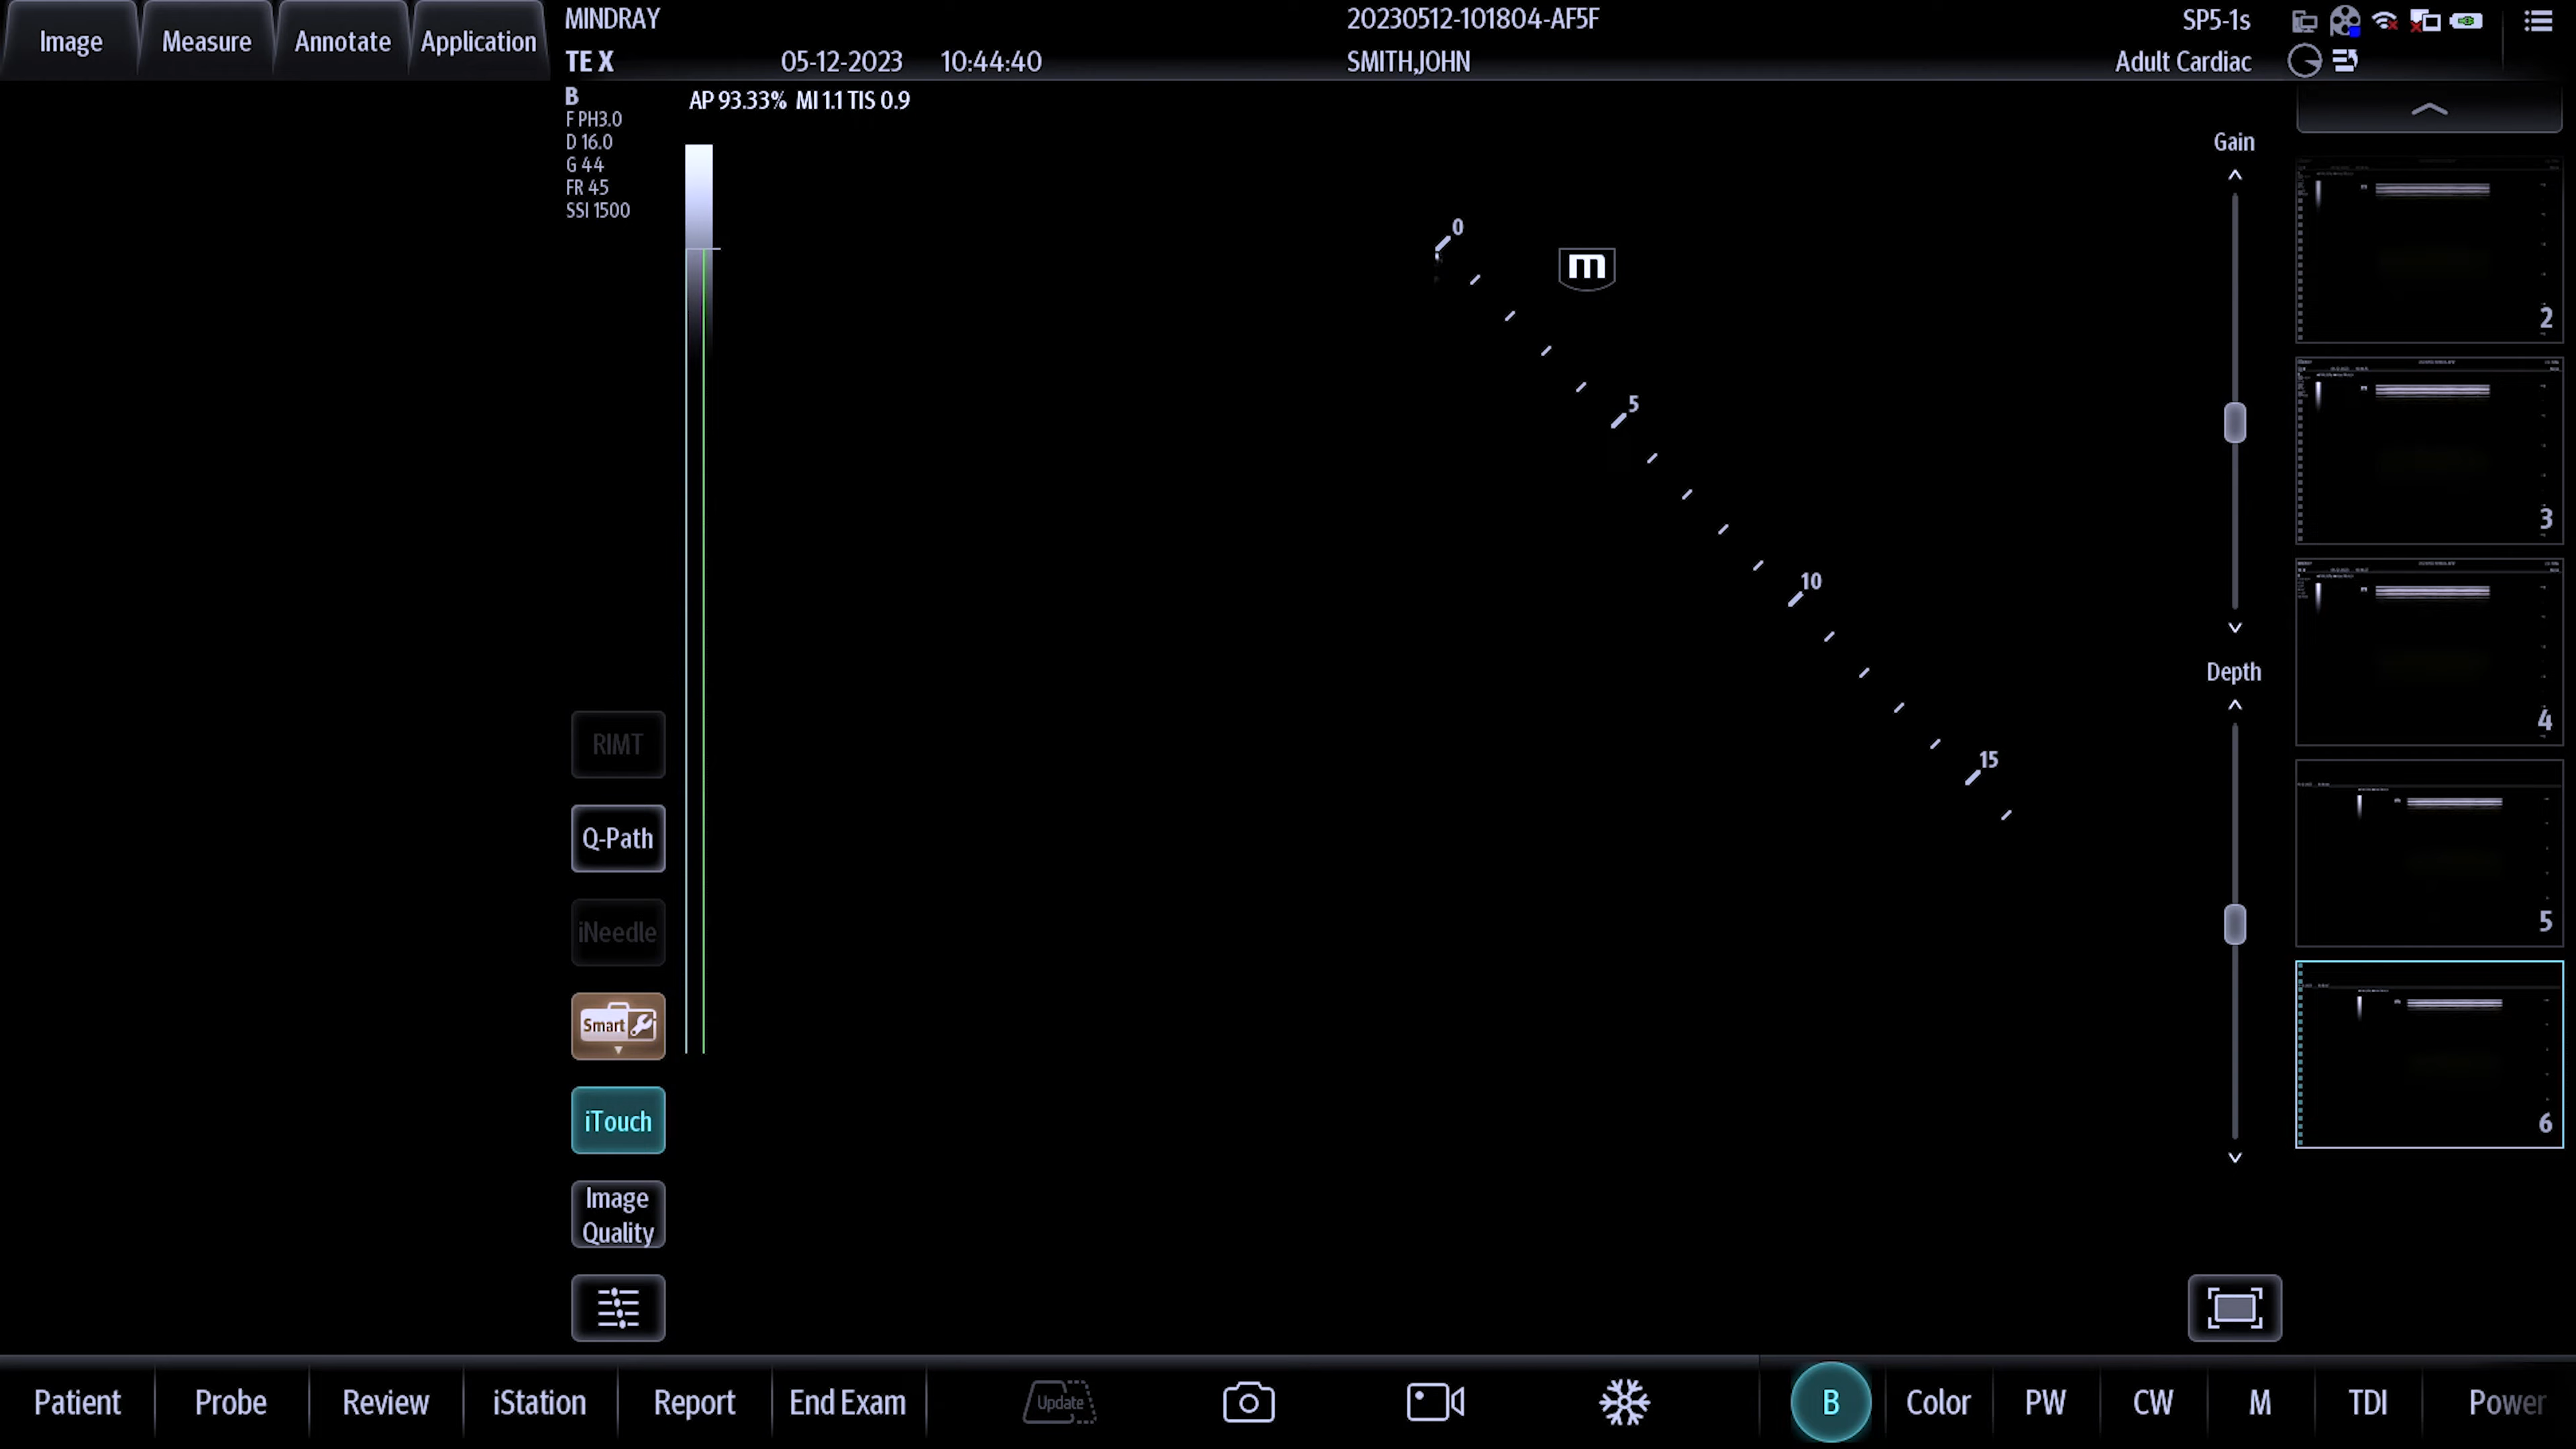 Image
Measure
Annotate
Application
MINDRAY
20230512-101804-AF5F
SP5-1s
TE X
05-12-2023
10:44:40
SMITH,JOHN
Adult Cardiac
B
F PH3.0
D 16.0
G 44
FR 45
SSI 1500
AP 93.33% MI 1.1 TIS 0.9
0
m
5
10
15
Gain
Depth
2
3
4
5
6
RIMT
Q-Path
iNeedle
Smart
iTouch
Image
Quality
Patient
Probe
Review
iStation
Report
End Exam
Update
B
Color
PW
CW
M
TDI
Power